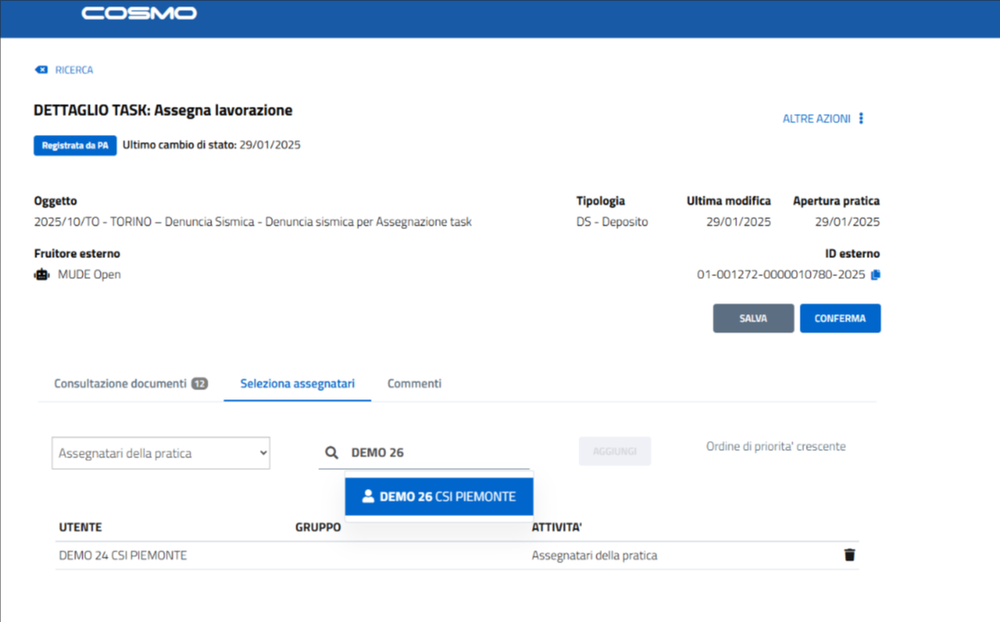 COSMO
RICERCA
DETTAGLIO TASK: Assegna lavorazione
ALTRE AZIONI
Registrata da PA Ultimo cambio di stato: 29/01/2025
Oggetto Tipologia Ultima modifica Apertura pratica
2025/10/TO - TORINO – Denuncia Sismica - Denuncia sismica per Assegnazione task DS - Deposito 29/01/2025 29/01/2025
Fruitore esterno ID esterno
MUDE Open 01-001272-0000010780-2025
SALVA CONFERMA
Consultazione documenti 12 Seleziona assegnatari Commenti
Assegnatari della pratica DEMO 26 AGGIUNGI Ordine di priorita' crescente
DEMO 26 CSI PIEMONTE
UTENTE GRUPPO ATTIVITA'
DEMO 24 CSI PIEMONTE Assegnatari della pratica